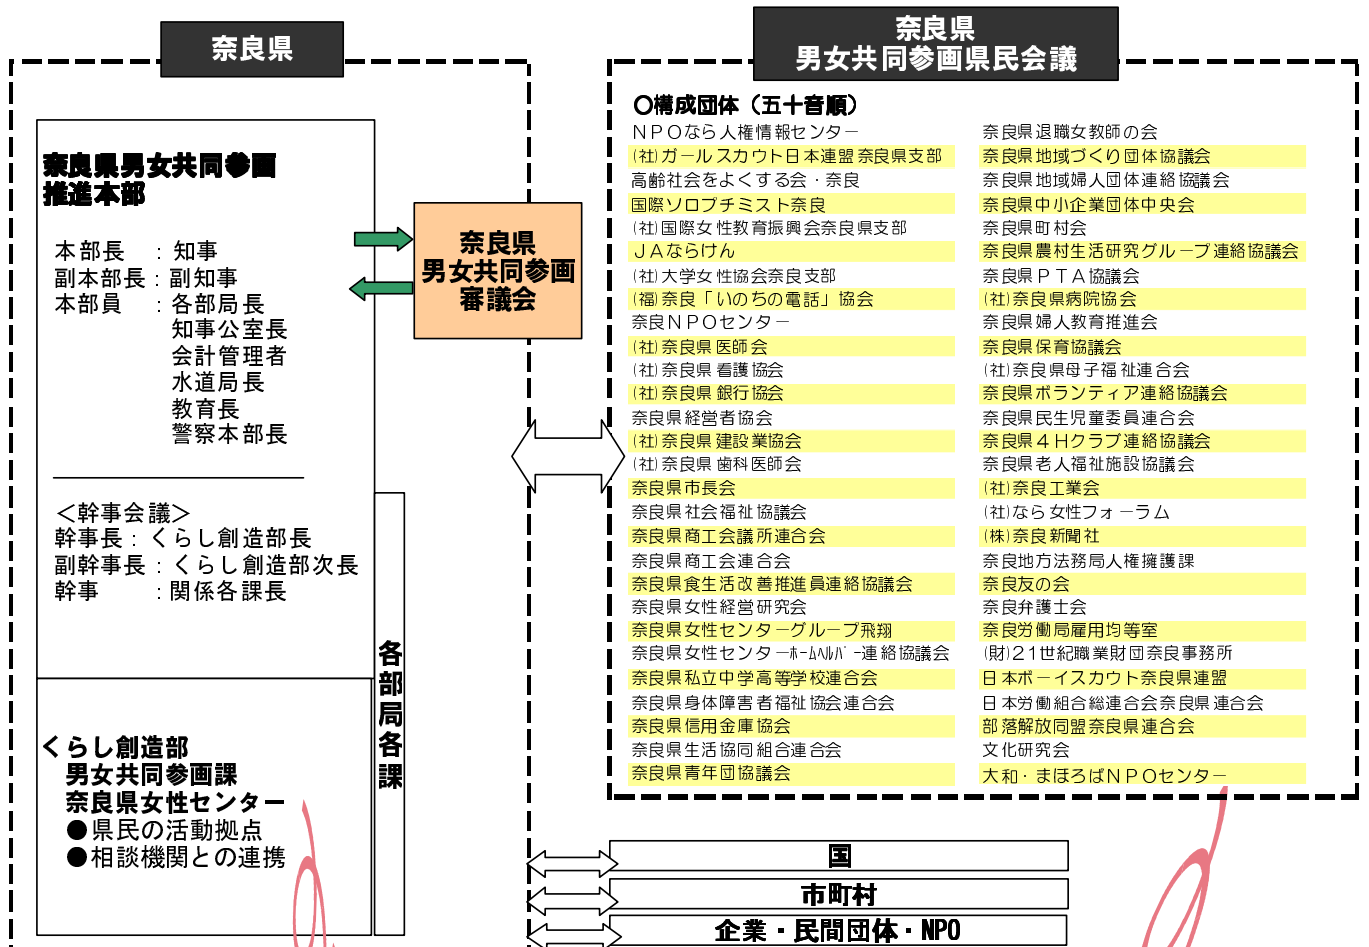 奈良県
奈良県男女共同参画
推進本部
本部長　：知事
副本部長：副知事
本部員　：各部局長
知事公室長
会計管理者
水道局長
教育長
警察本部長
＜幹事会議＞
幹事長：くらし創造部長
副幹事長：くらし創造部次長
幹事　　：関係各課長
くらし創造部
男女共同参画課
奈良県女性センター
●県民の活動拠点
●相談機関との連携
各部局各課
奈良県
男女共同参画
審議会
奈良県
男女共同参画県民会議
○構成団体（五十音順）
ＮＰＯなら人権情報センター
(社)ガールスカウト日本連盟奈良県支部
高齢社会をよくする会・奈良
国際ソロプチミスト奈良
(社)国際女性教育振興会奈良県支部
ＪＡならけん
(社)大学女性協会奈良支部
(福)奈良「いのちの電話」協会
奈良ＮＰＯセンター
(社)奈良県医師会
(社)奈良県看護協会
(社)奈良県銀行協会
奈良県経営者協会
(社)奈良県建設業協会
(社)奈良県歯科医師会
奈良県市長会
奈良県社会福祉協議会
奈良県商工会議所連合会
奈良県商工会連合会
奈良県食生活改善推進員連絡協議会
奈良県女性経営研究会
奈良県女性センターグループ飛翔
奈良県女性センターﾎｰﾑﾍﾙﾊﾟｰ連絡協議会
奈良県私立中学高等学校連合会
奈良県身体障害者福祉協会連合会
奈良県信用金庫協会
奈良県生活協同組合連合会
奈良県青年団協議会
奈良県退職女教師の会
奈良県地域づくり団体協議会
奈良県地域婦人団体連絡協議会
奈良県中小企業団体中央会
奈良県町村会
奈良県農村生活研究グループ連絡協議会
奈良県ＰＴＡ協議会
(社)奈良県病院協会
奈良県婦人教育推進会
奈良県保育協議会
(社)奈良県母子福祉連合会
奈良県ボランティア連絡協議会
奈良県民生児童委員連合会
奈良県４Ｈクラブ連絡協議会
奈良県老人福祉施設協議会
(社)奈良工業会
(社)なら女性フォーラム
(株)奈良新聞社
奈良地方法務局人権擁護課
奈良友の会
奈良弁護士会
奈良労働局雇用均等室
(財)21世紀職業財団奈良事務所
日本ボーイスカウト奈良県連盟
日本労働組合総連合会奈良県連合会
部落解放同盟奈良県連合会
文化研究会
大和・まほろばＮＰＯセンター
国
市町村
企業・民間団体・NPO